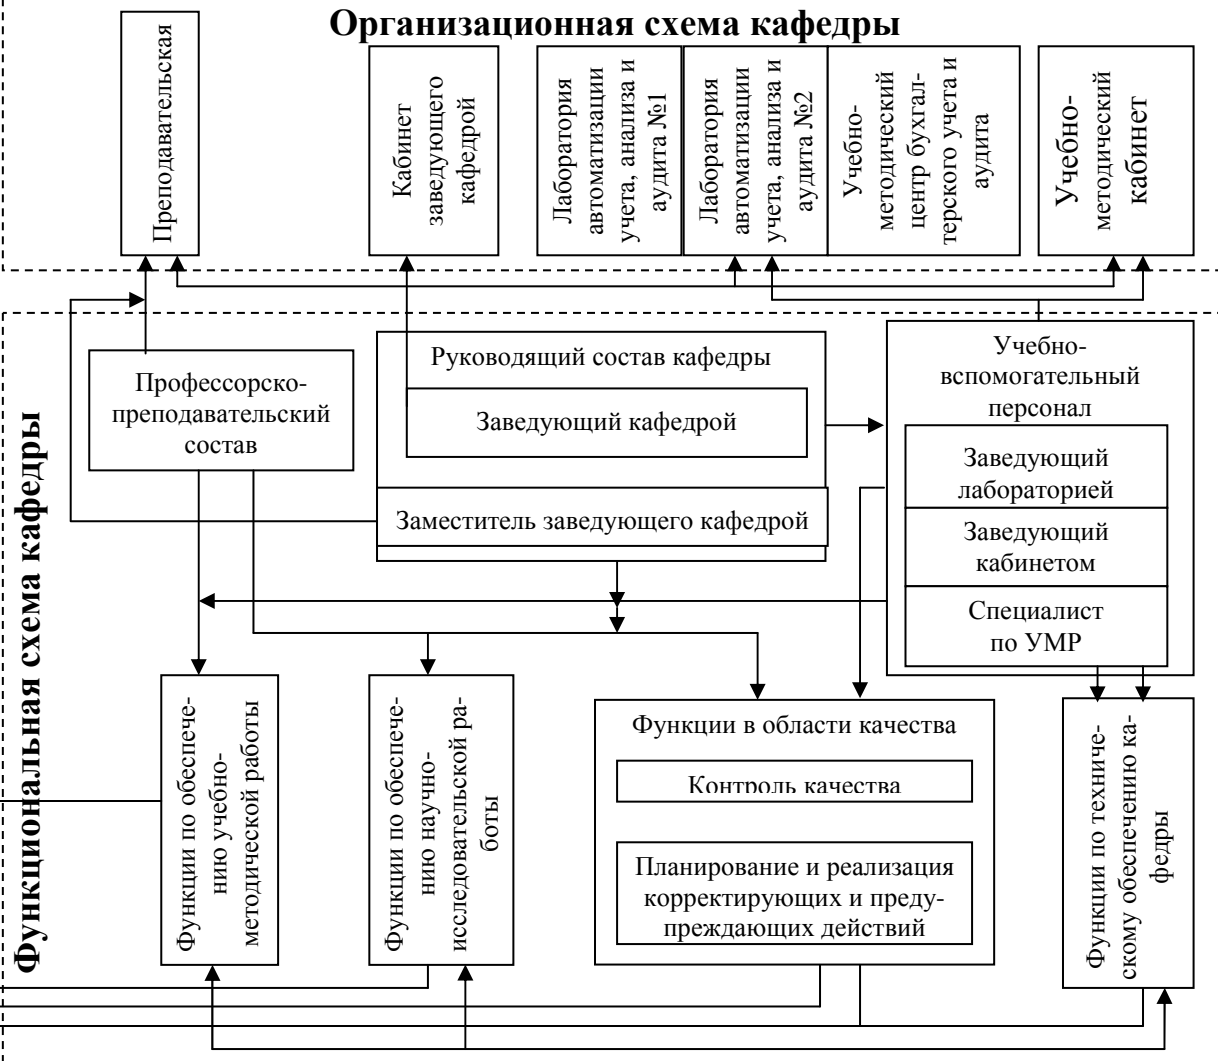 Организационная схема кафедры
Преподавательская
Кабинет
заведующего
кафедрой
Лаборатория
автоматизации
учета, анализа и
аудита №1
Лаборатория
автоматизации
учета, анализа и
аудита №2
Учебно-
методический
центр бухгал-
терского учета и
аудита
Учебно-
методический
кабинет
Функциональная схема кафедры
Профессорско-
преподавательский
состав
Руководящий состав кафедры
Заведующий кафедрой
Заместитель заведующего кафедрой
Учебно-
вспомогательный
персонал
Заведующий
лабораторией
Заведующий
кабинетом
Специалист
по УМР
Функции по обеспече-
нию учебно-
методической работы
Функции по обеспече-
нию научно-
исследовательской ра-
боты
Функции в области качества
Контроль качества
Планирование и реализация
корректирующих и преду-
преждающих действий
Функции по техниче-
скому обеспечению ка-
федры